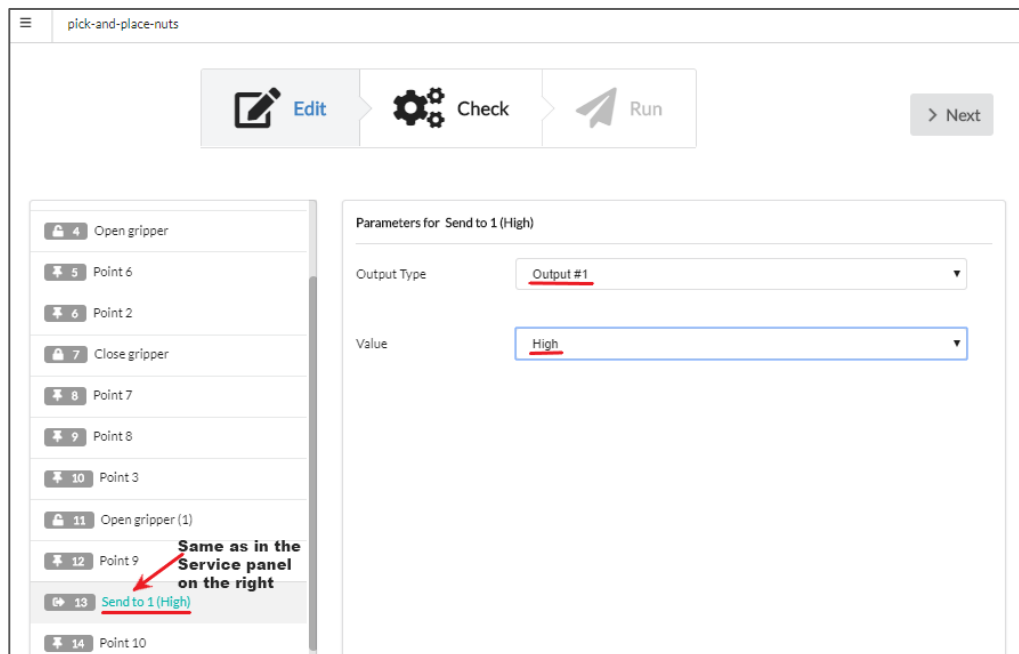 pick-and-place-nuts
Edit
Check
Run
> Next
4 Open gripper
5 Point 6
6 Point 2
7 Close gripper
8 Point 7
9 Point 8
10 Point 3
11 Open gripper (1)
12 Point 9
Same as in the
Service panel
on the right
13 Send to 1 (High)
14 Point 10
Parameters for Send to 1 (High)
Output Type Output #1
Value High